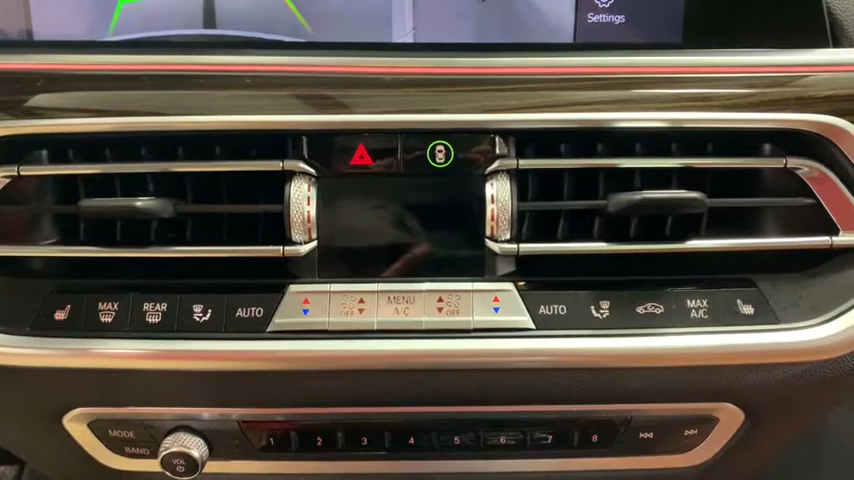 Settings
MAX
REAR
AUTO
OFF
MENU
A/C
OFF
AUTO
MAX
A/C
MODE
BAND
VOL
1 2 3 4 5 6 7 8